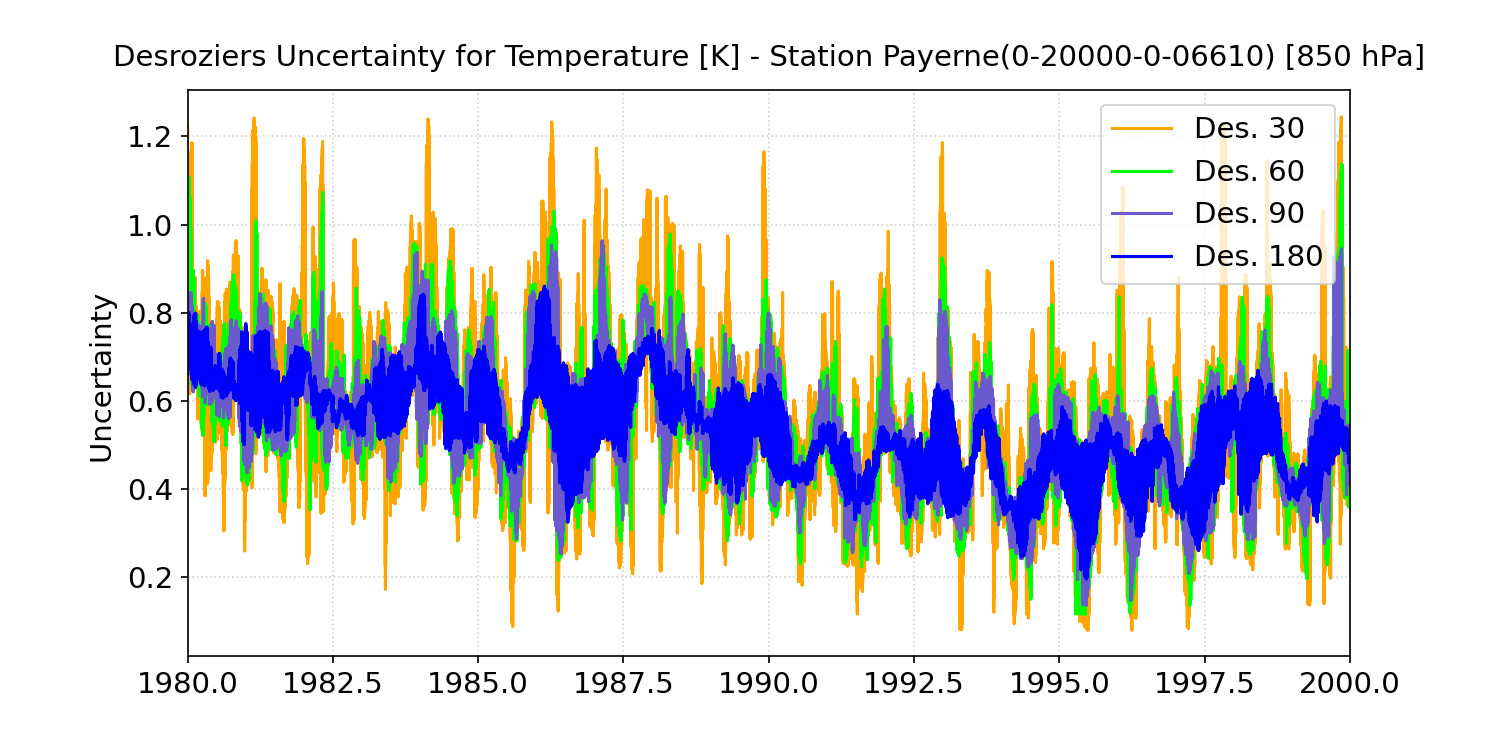 Desroziers Uncertainty for Temperature [K] - Station Payerne(0-20000-0-06610) [850 hPa]
Uncertainty
1.2
1.0
0.8
0.6
0.4
0.2
Des. 30
Des. 60
Des. 90
Des. 180
1980.0 1982.5 1985.0 1987.5 1990.0 1992.5 1995.0 1997.5 2000.0